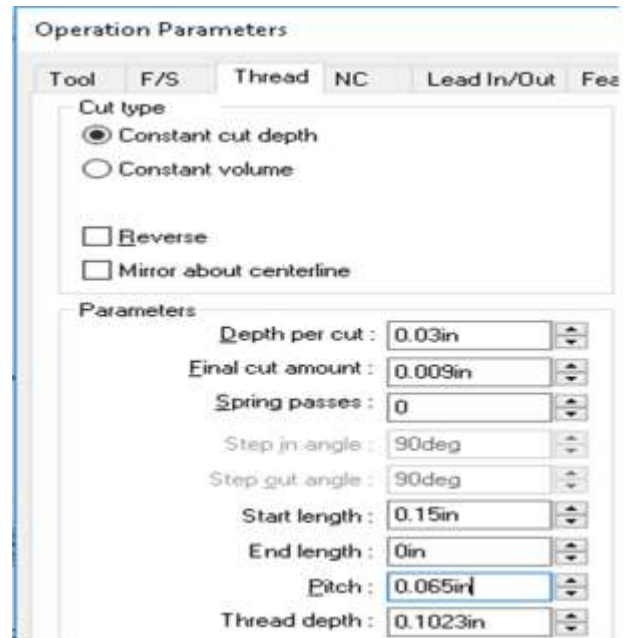 Operation Parameters
Tool F/S Thread NC Lead In/Out Fea
Cut type
Constant cut depth
Constant volume
Reverse
Mirror about centerline
Parameters
Depth per cut : 0.03in
Final cut amount : 0.009in
Spring passes : 0
Step in angle : 90deg
Step out angle : 90deg
Start length : 0.15in
End length : 0in
Pitch : 0.065in
Thread depth : 0.1023in